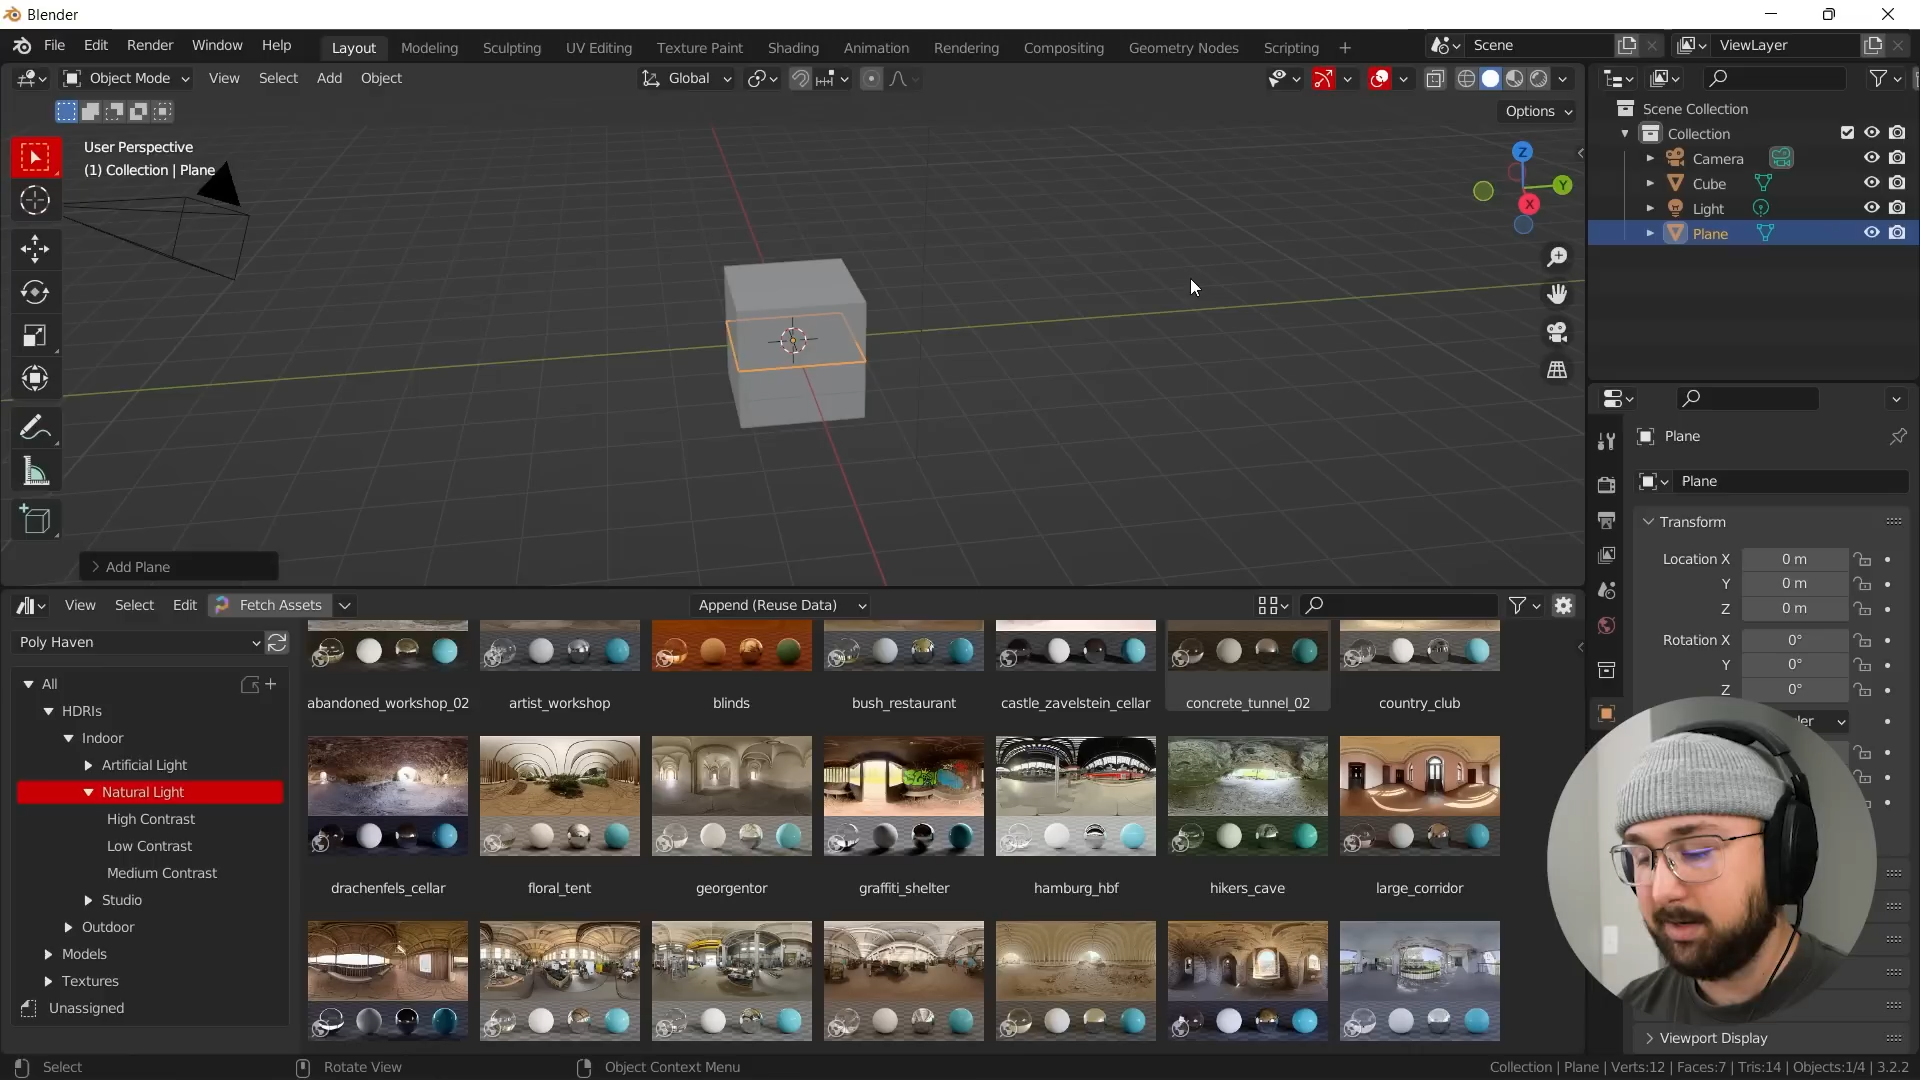 Blender
File Edit Render Window Help Layout Modeling Sculpting UV Editing Texture Paint Shading Animation Rendering Compositing Geometry Nodes Scripting + Scene ViewLayer
Object Mode View Select Add Object Global
Options
User Perspective
(1) Collection | Plane
Z
Y
X
Scene Collection
Collection
Camera
Cube
Light
Plane
Plane
Plane
Transform
Location X 0 m
Y 0 m
Z 0 m
Rotation X 0°
Y 0°
Z 0°
Viewport Display
Add Plane
View Select Edit Fetch Assets Append (Reuse Data)
Poly Haven
All
HDRIs
Indoor
Artificial Light
Natural Light
High Contrast
Low Contrast
Medium Contrast
Studio
Outdoor
Models
Textures
Unassigned
abandoned_workshop_02 artist_workshop blinds bush_restaurant castle_zavelstein_cellar concrete_tunnel_02 country_club
drachenfels_cellar floral_tent georgentor graffiti_shelter hamburg_hbf hikers_cave large_corridor
Select Rotate View Object Context Menu Collection | Plane | Verts:12 | Faces:7 | Tris:14 | Objects:1/4 | 3.2.2